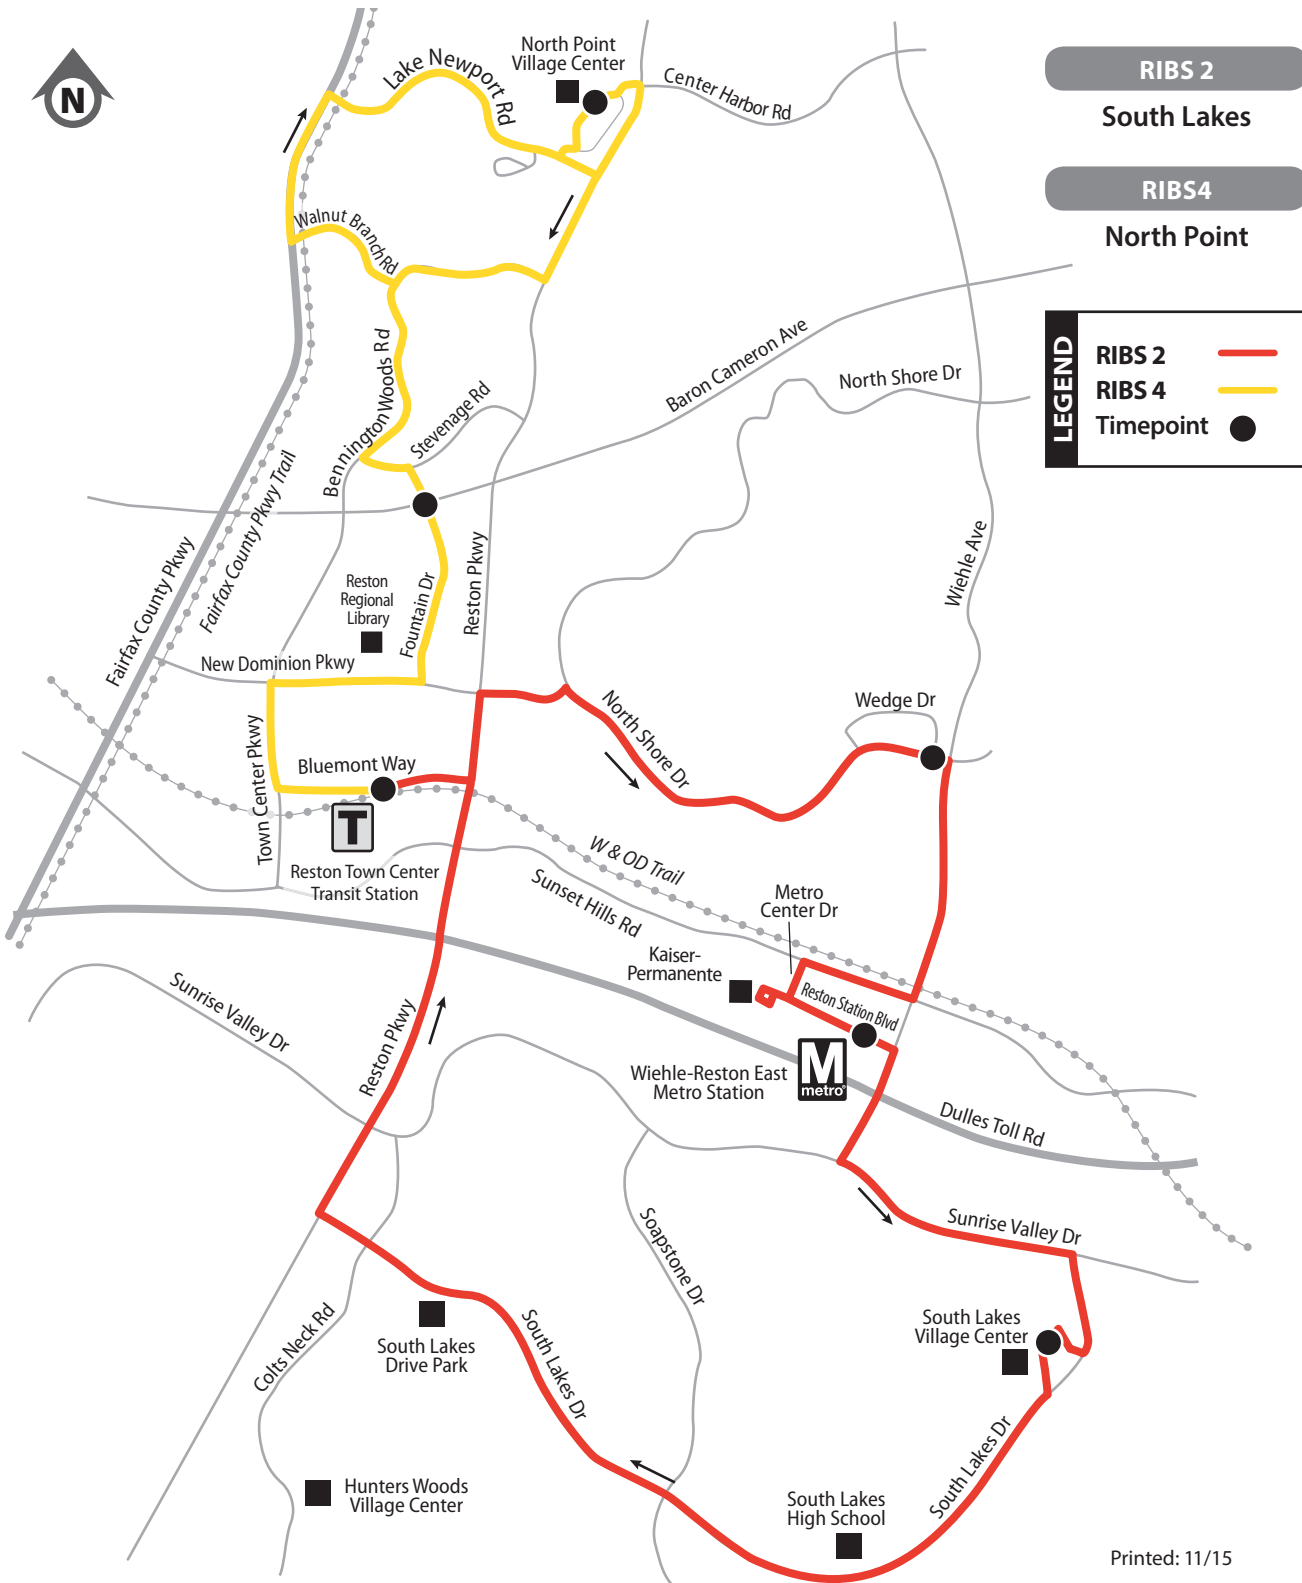 N
Lake Newport Rd
North Point
Village Center
Center Harbor Rd
RIBS 2
South Lakes
RIBS4
North Point
Walnut Branch Rd
LEGEND
RIBS 2
RIBS 4
Timepoint
Bennington Woods Rd
Stevenage Rd
Baron Cameron Ave
North Shore Dr
Fairfax County Pkwy
Fairfax County Pkwy Trail
Reston
Regional
Library
Fountain Dr
Reston Pkwy
Wiehle Ave
New Dominion Pkwy
Town Center Pkwy
Bluemont Way
North Shore Dr
Wedge Dr
T
Reston Town Center
Transit Station
W & OD Trail
Sunset Hills Rd
Metro
Center Dr
Kaiser-
Permanente
Reston Station Blvd
Sunrise Valley Dr
Reston Pkwy
Wiehle-Reston East
Metro Station
M
metro
Dulles Toll Rd
Soapstone Dr
Sunrise Valley Dr
Colts Neck Rd
South Lakes
Drive Park
South Lakes Dr
South Lakes
Village Center
South Lakes Dr
Hunters Woods
Village Center
South Lakes
High School
Printed: 11/15